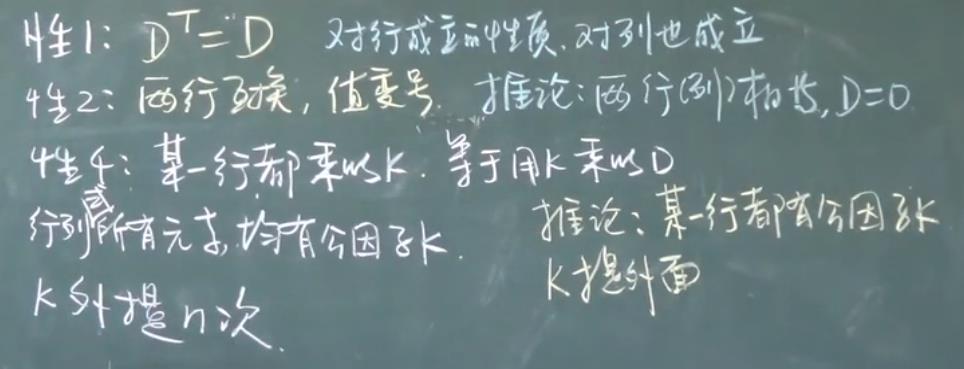 性1: D^T=D 对行成立的性质,对列也成立
性2: 两行互换,值变号. 推论:两行(列)相等,D=0
性4: 某一行都乘以K.等于用K乘以D
推论:某一行都有公因子K
K提外面
行列式所有元素,均有公因子K.
K外提n次.